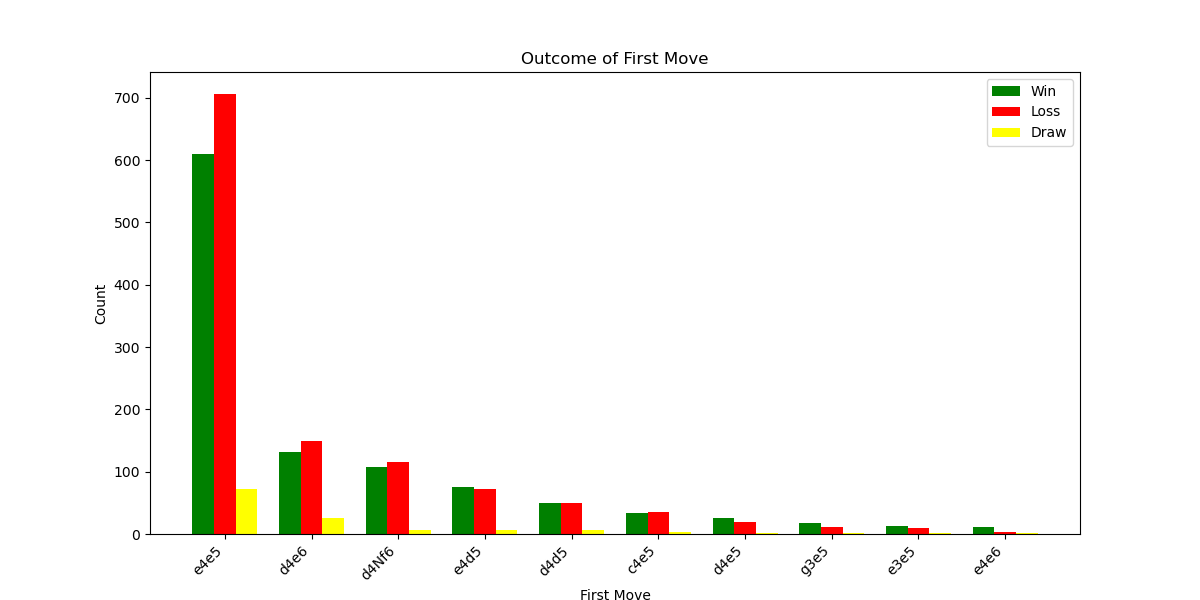 Outcome of First Move
Win
Loss
Draw
700
600
500
400
300
200
100
0
Count
e4e5
d4e6
d4Nf6
e4d5
d4d5
c4e5
d4e5
g3e5
e3e5
e4e6
First Move